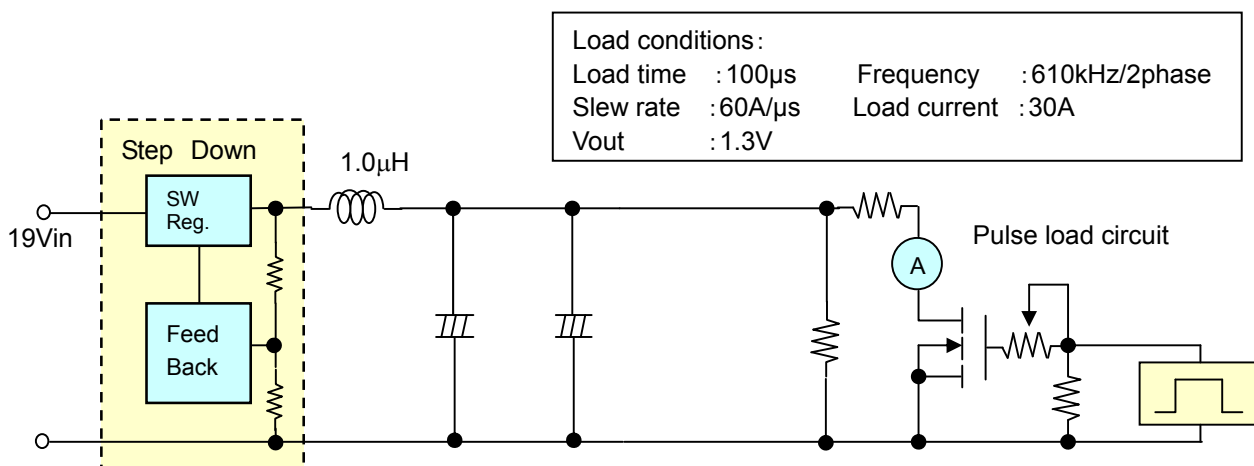 Load conditions:
Load time :100µs Frequency :610kHz/2phase
Slew rate :60A/µs Load current :30A
Vout :1.3V
Step Down
1.0µH
SW
Reg.
19Vin
Pulse load circuit
A
Feed
Back